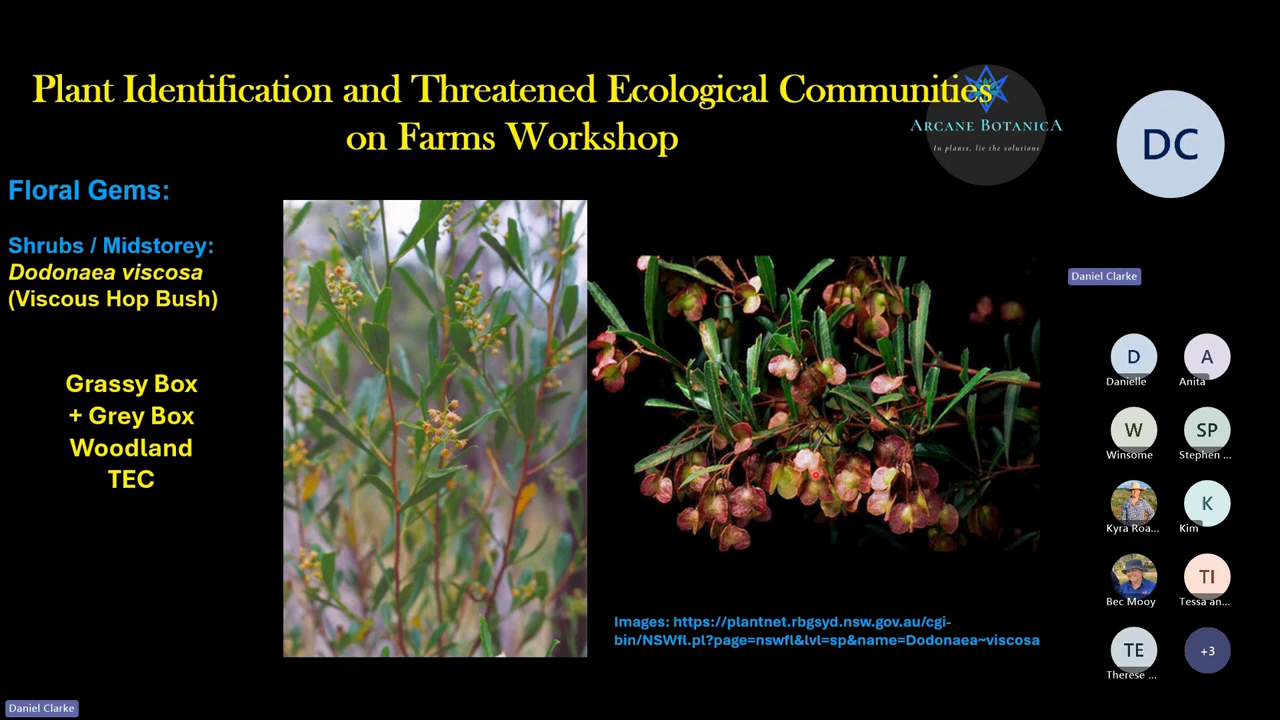 Plant Identification and Threatened Ecological Communities
on Farms Workshop
ARCANE BOTANICA
In plants, lie the solutions
DC
Floral Gems:
Shrubs / Midstorey:
Dodonaea viscosa
(Viscous Hop Bush)
Grassy Box
+ Grey Box
Woodland
TEC
Images: https://plantnet.rbgsyd.nsw.gov.au/cgi-
bin/NSWfl.pl?page=nswfl&lvl=sp&name=Dodonaea~viscosa
Daniel Clarke
D
Danielle
A
Anita
W
Winsome
SP
Stephen ...
Kyra Roa...
K
Kim
Bec Mooy
TI
Tessa an...
TE
Therese ...
+3
Daniel Clarke